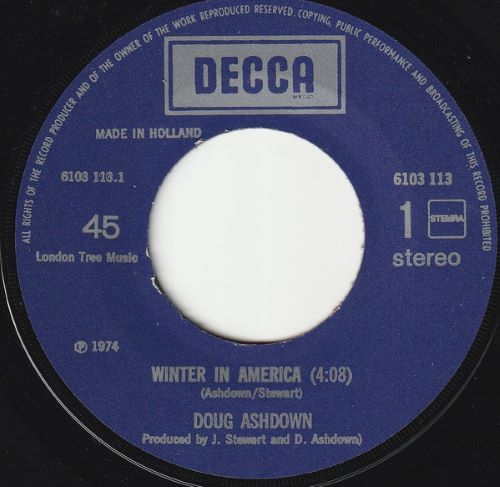 ALL RIGHTS OF THE RECORD PRODUCER AND OF THE OWNER OF THE WORK REPRODUCED RESERVED. COPYING, PUBLIC PERFORMANCE AND BROADCASTING OF THIS RECORD PROHIBITED
DECCA
MADE IN HOLLAND
6103 113.1
6103 113
45
1
STEMRA
London Tree Music
stereo
℗ 1974
WINTER IN AMERICA (4:08)
(Ashdown/Stewart)
DOUG ASHDOWN
Produced by J. Stewart and D. Ashdown)